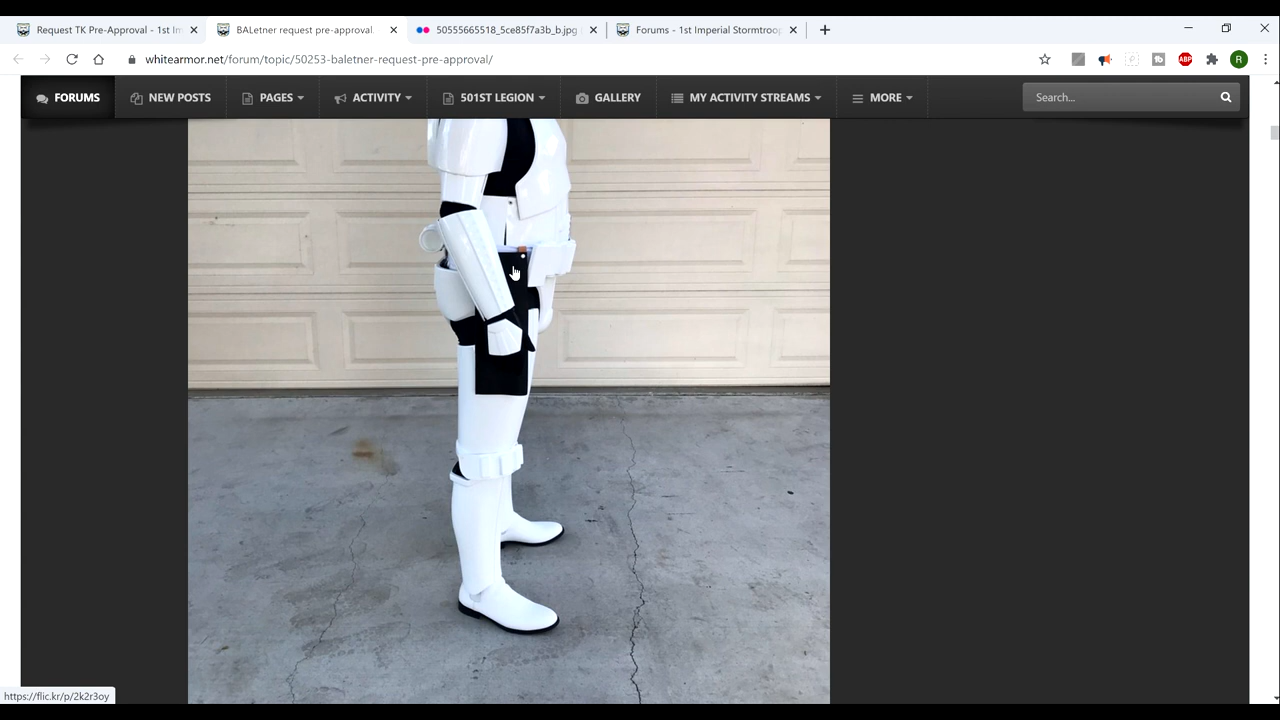 Request TK Pre-Approval - 1st Im
BALetner request pre-approval
50555665518_5ce85f7a3b_b.jpg
Forums - 1st Imperial Stormtroop
whitearmor.net/forum/topic/50253-baletner-request-pre-approval/
ABP
R
FORUMS
NEW POSTS
PAGES
ACTIVITY
501ST LEGION
GALLERY
MY ACTIVITY STREAMS
MORE
Search...
https://flic.kr/p/2k2r3oy